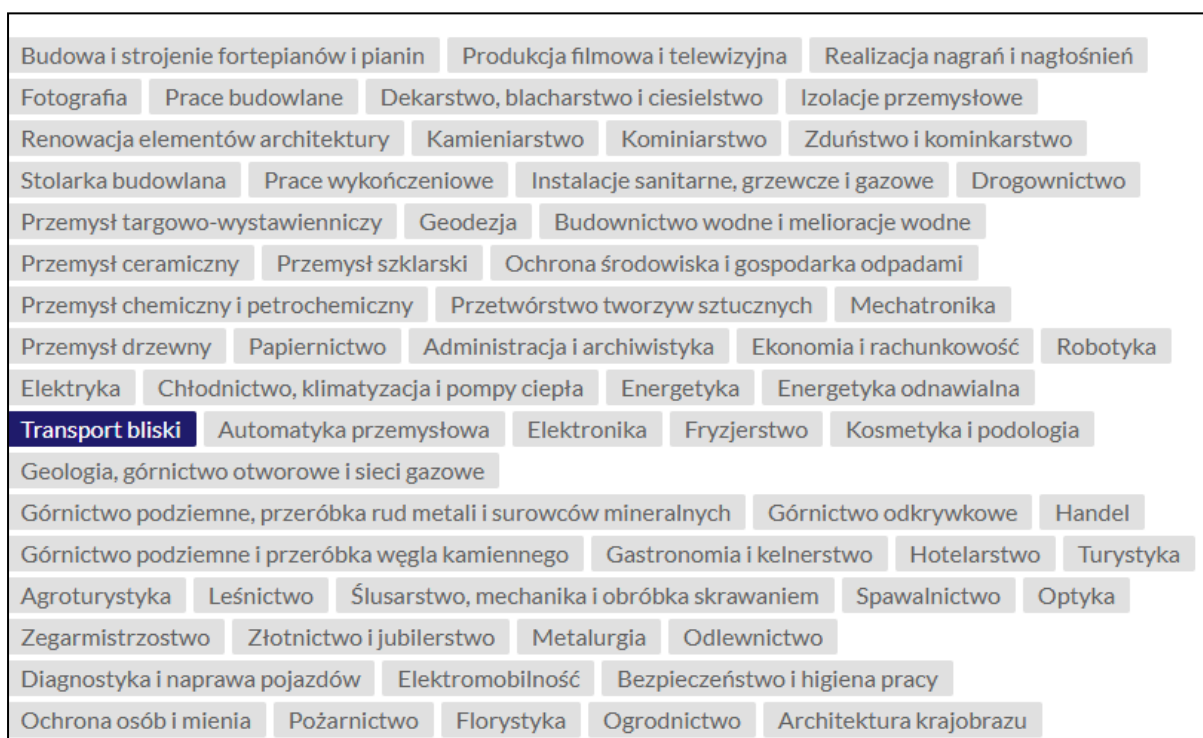 Budowa i strojenie fortepianów i pianin Produkcja filmowa i telewizyjna Realizacja nagrań i nagłośnień
Fotografia Prace budowlane Dekarstwo, blacharstwo i ciesielstwo Izolacje przemysłowe
Renowacja elementów architektury Kamieniarstwo Kominiarstwo Zduństwo i kominkarstwo
Stolarka budowlana Prace wykończeniowe Instalacje sanitarne, grzewcze i gazowe Drogownictwo
Przemysł targowo-wystawienniczy Geodezja Budownictwo wodne i melioracje wodne
Przemysł ceramiczny Przemysł szklarski Ochrona środowiska i gospodarka odpadami
Przemysł chemiczny i petrochemiczny Przetwórstwo tworzyw sztucznych Mechatronika
Przemysł drzewny Papiernictwo Administracja i archiwistyka Ekonomia i rachunkowość Robotyka
Elektryka Chłodnictwo, klimatyzacja i pompy ciepła Energetyka Energetyka odnawialna
Transport bliski Automatyka przemysłowa Elektronika Fryzjerstwo Kosmetyka i podologia
Geologia, górnictwo otworowe i sieci gazowe
Górnictwo podziemne, przeróbka rud metali i surowców mineralnych Górnictwo odkrywkowe Handel
Górnictwo podziemne i przeróbka węgla kamiennego Gastronomia i kelnerstwo Hotelarstwo Turystyka
Agroturystyka Leśnictwo Ślusarstwo, mechanika i obróbka skrawaniem Spawalnictwo Optyka
Zegarmistrzostwo Złotnictwo i jubilerstwo Metalurgia Odlewnictwo
Diagnostyka i naprawa pojazdów Elektromobilność Bezpieczeństwo i higiena pracy
Ochrona osób i mienia Pożarnictwo Florystyka Ogrodnictwo Architektura krajobrazu